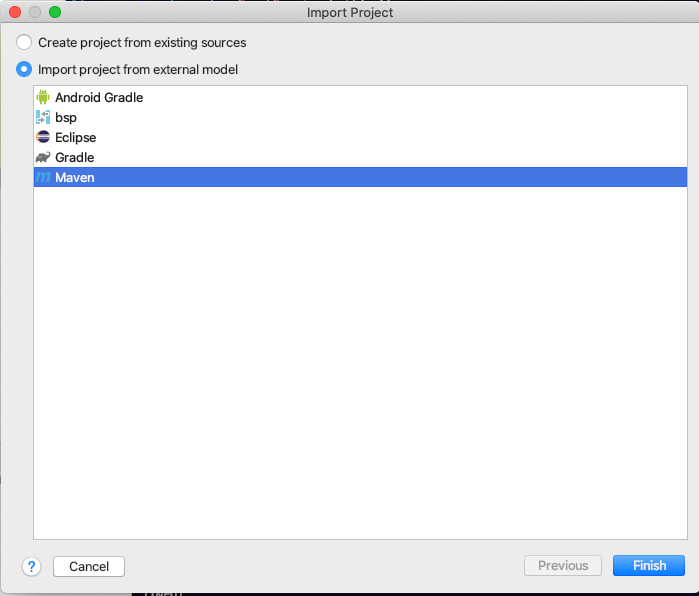 Import Project
Create project from existing sources
Import project from external model
Android Gradle
bsp
Eclipse
Gradle
m Maven
?
Cancel
Previous
Finish